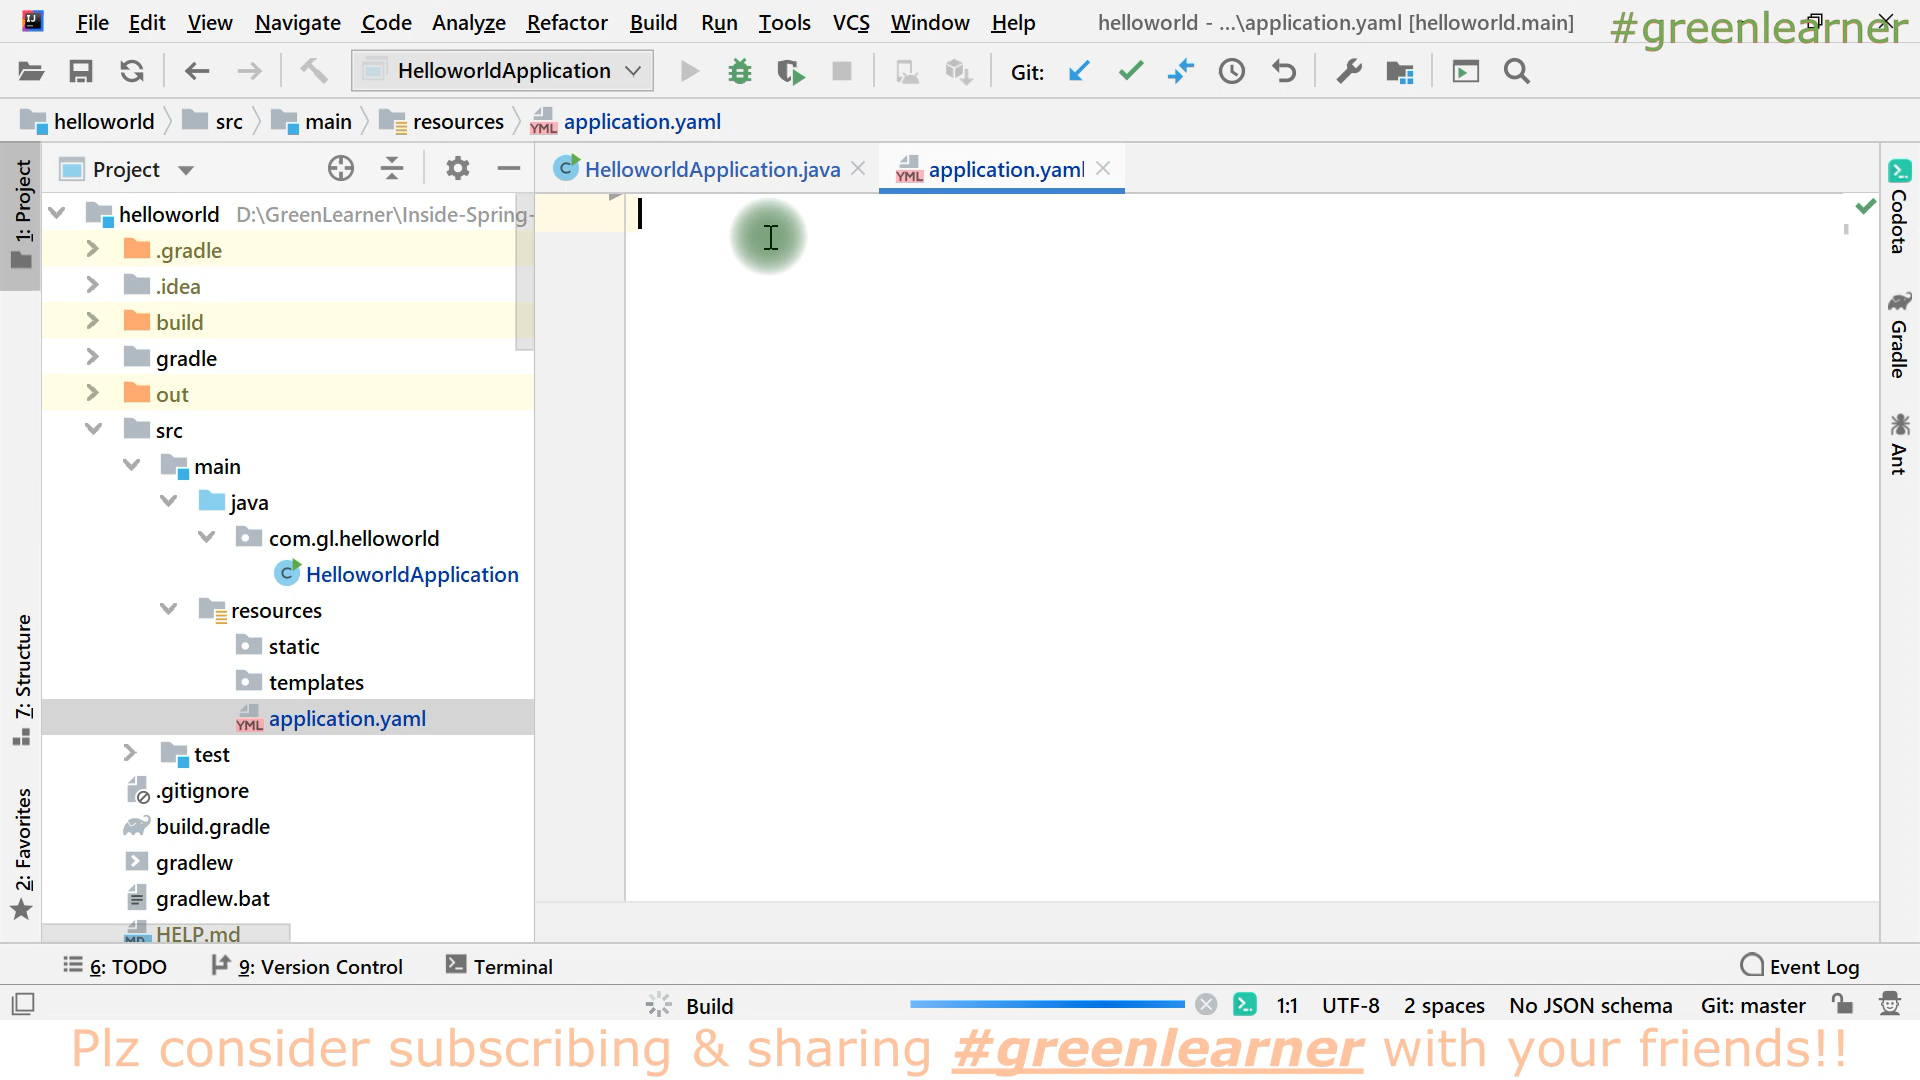 File Edit View Navigate Code Analyze Refactor Build Run Tools VCS Window Help helloworld - ...\application.yaml [helloworld.main] #greenlearner
HelloworldApplication Git:
helloworld src main resources application.yaml
Project HelloworldApplication.java application.yaml
helloworld D:\GreenLearner\Inside-Spring-
.gradle
.idea
build
gradle
out
src
main
java
com.gl.helloworld
HelloworldApplication
resources
static
templates
application.yaml
test
.gitignore
build.gradle
gradlew
gradlew.bat
HELP.md
1: Project
7: Structure
2: Favorites
Codota
Gradle
Ant
6: TODO 9: Version Control Terminal Event Log
Build 1:1 UTF-8 2 spaces No JSON schema Git: master
Plz consider subscribing & sharing #greenlearner with your friends!!